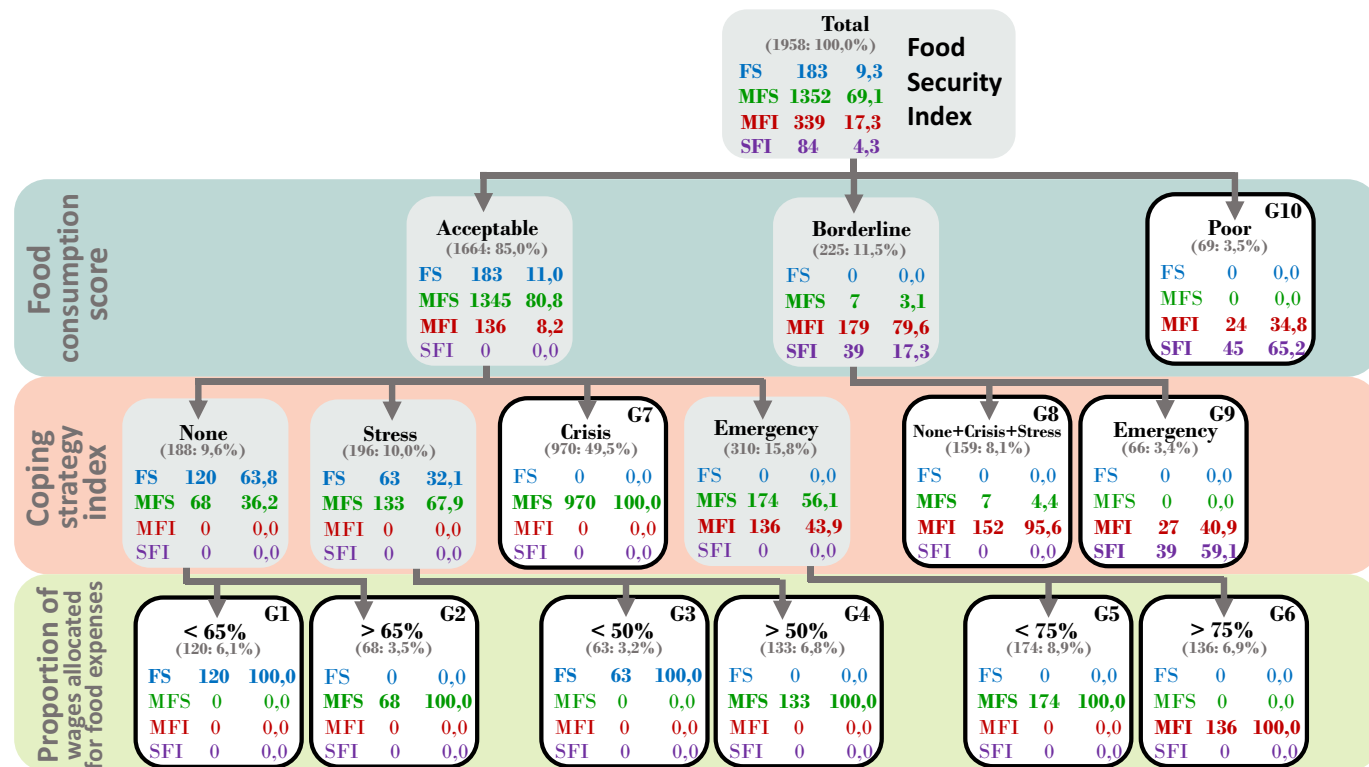 Total
(1958: 100,0%)
FS 183 9,3
MFS 1352 69,1
MFI 339 17,3
SFI 84 4,3
Food
Security
Index
Food
consumption
score
Acceptable
(1664: 85,0%)
FS 183 11,0
MFS 1345 80,8
MFI 136 8,2
SFI 0 0,0
Borderline
(225: 11,5%)
FS 0 0,0
MFS 7 3,1
MFI 179 79,6
SFI 39 17,3
G10
Poor
(69: 3,5%)
FS 0 0,0
MFS 0 0,0
MFI 24 34,8
SFI 45 65,2
Coping
strategy
index
None
(188: 9,6%)
FS 120 63,8
MFS 68 36,2
MFI 0 0,0
SFI 0 0,0
Stress
(196: 10,0%)
FS 63 32,1
MFS 133 67,9
MFI 0 0,0
SFI 0 0,0
G7
Crisis
(970: 49,5%)
FS 0 0,0
MFS 970 100,0
MFI 0 0,0
SFI 0 0,0
Emergency
(310: 15,8%)
FS 0 0,0
MFS 174 56,1
MFI 136 43,9
SFI 0 0,0
G8
None+Crisis+Stress
(159: 8,1%)
FS 0 0,0
MFS 7 4,4
MFI 152 95,6
SFI 0 0,0
G9
Emergency
(66: 3,4%)
FS 0 0,0
MFS 0 0,0
MFI 27 40,9
SFI 39 59,1
Proportion of
wages allocated
for food expenses
G1
< 65%
(120: 6,1%)
FS 120 100,0
MFS 0 0,0
MFI 0 0,0
SFI 0 0,0
G2
> 65%
(68: 3,5%)
FS 0 0,0
MFS 68 100,0
MFI 0 0,0
SFI 0 0,0
G3
< 50%
(63: 3,2%)
FS 63 100,0
MFS 0 0,0
MFI 0 0,0
SFI 0 0,0
G4
> 50%
(133: 6,8%)
FS 0 0,0
MFS 133 100,0
MFI 0 0,0
SFI 0 0,0
G5
< 75%
(174: 8,9%)
FS 0 0,0
MFS 174 100,0
MFI 0 0,0
SFI 0 0,0
G6
> 75%
(136: 6,9%)
FS 0 0,0
MFS 0 0,0
MFI 136 100,0
SFI 0 0,0